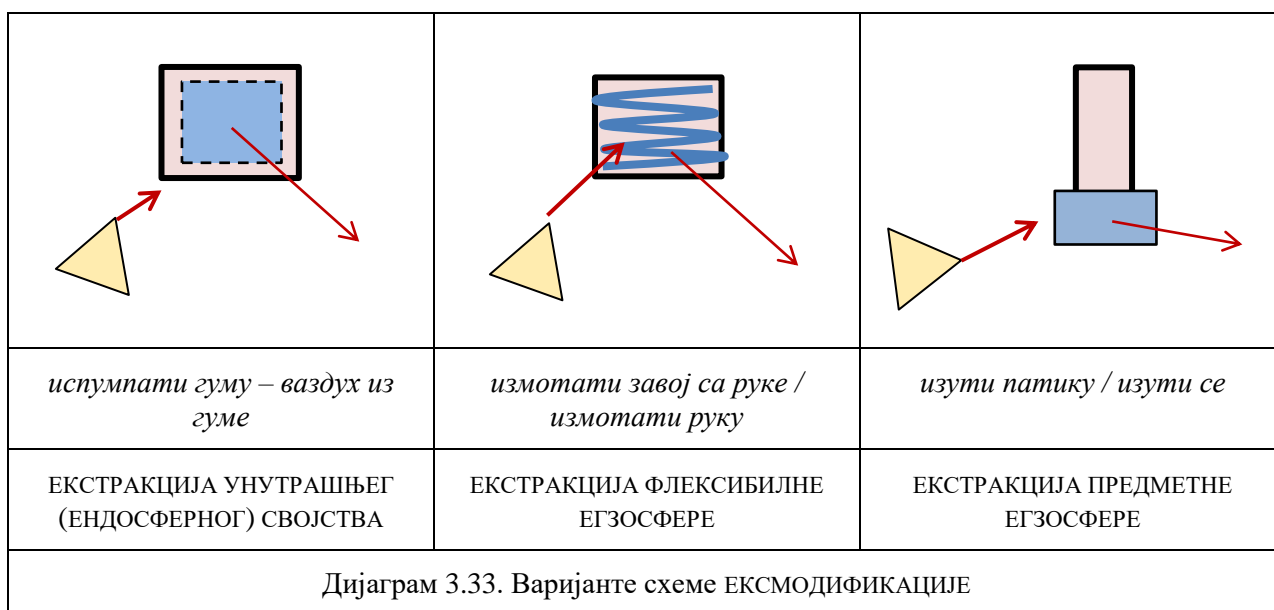 испумпати гуму – ваздух из
гуме
измотати завој са руке /
измотати руку
изути патику / изути се
ЕКСТРАКЦИЈА УНУТРАШЊЕГ
(ЕНДОСФЕРНОГ) СВОЈСТВА
ЕКСТРАКЦИЈА ФЛЕКСИБИЛНЕ
ЕГЗОСФЕРЕ
ЕКСТРАКЦИЈА ПРЕДМЕТНЕ
ЕГЗОСФЕРЕ
Дијаграм 3.33. Варијанте схеме ЕКСМОДИФИКАЦИЈЕ